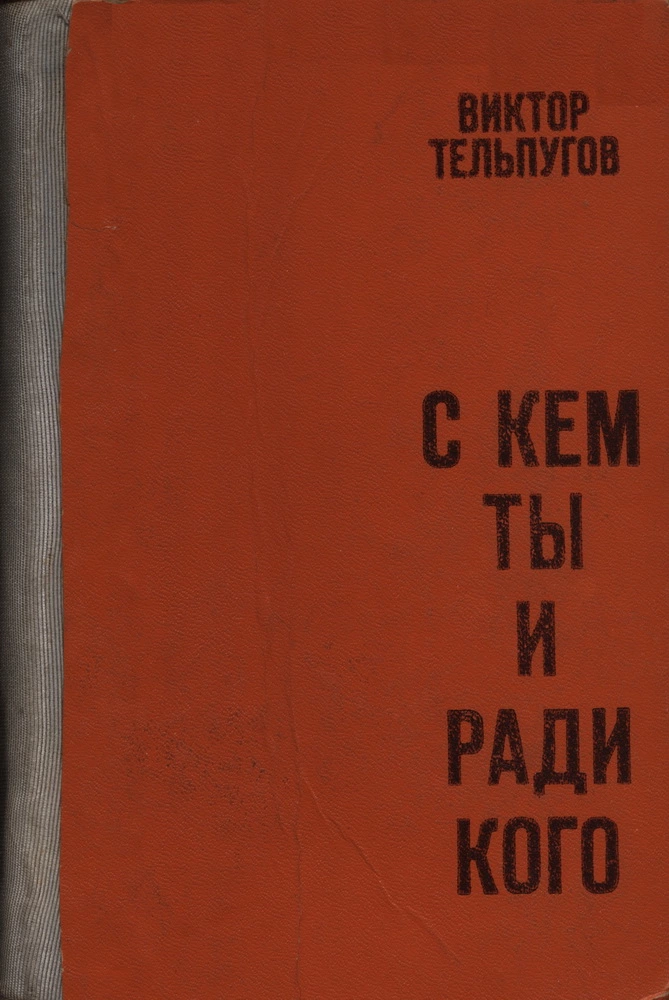 ВИКТОР
ТЕЛЬПУГОВ
С КЕМ
ТЫ
И
РАДИ
КОГО